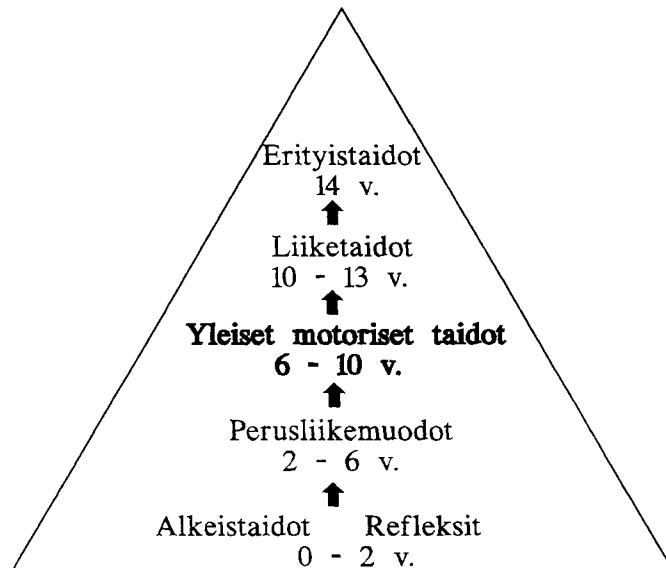 Erityistaidot
14 v.
Liiketaidot
10 - 13 v.
Yleiset motoriset taidot
6 - 10 v.
Perusliikemuodot
2 - 6 v.
Alkeistaidot Refleksit
0 - 2 v.